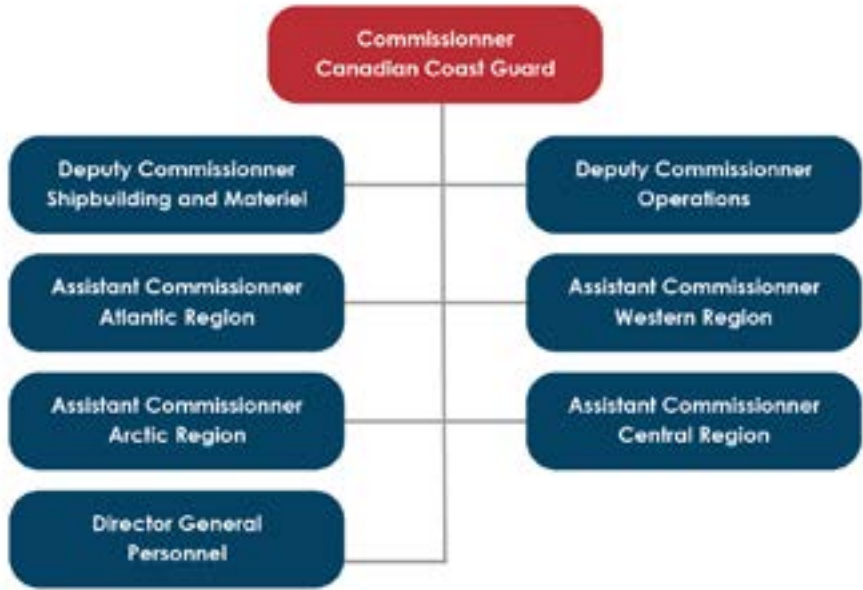 Commissionner
Canadian Coast Guard
Deputy Commissionner
Shipbuilding and Materiel
Deputy Commissionner
Operations
Assistant Commissionner
Atlantic Region
Assistant Commissionner
Western Region
Assistant Commissionner
Arctic Region
Assistant Commissionner
Central Region
Director General
Personnel